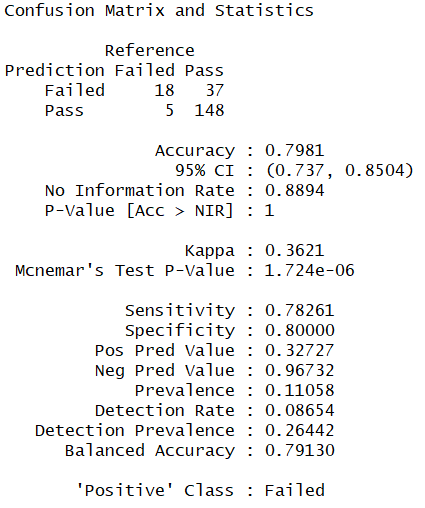 Confusion Matrix and Statistics
Reference
Prediction Failed Pass
Failed 18 37
Pass 5 148
Accuracy : 0.7981
95% CI : (0.737, 0.8504)
No Information Rate : 0.8894
P-Value [Acc > NIR] : 1
Kappa : 0.3621
Mcnemar's Test P-Value : 1.724e-06
Sensitivity : 0.78261
Specificity : 0.80000
Pos Pred Value : 0.32727
Neg Pred Value : 0.96732
Prevalence : 0.11058
Detection Rate : 0.08654
Detection Prevalence : 0.26442
Balanced Accuracy : 0.79130
'Positive' Class : Failed